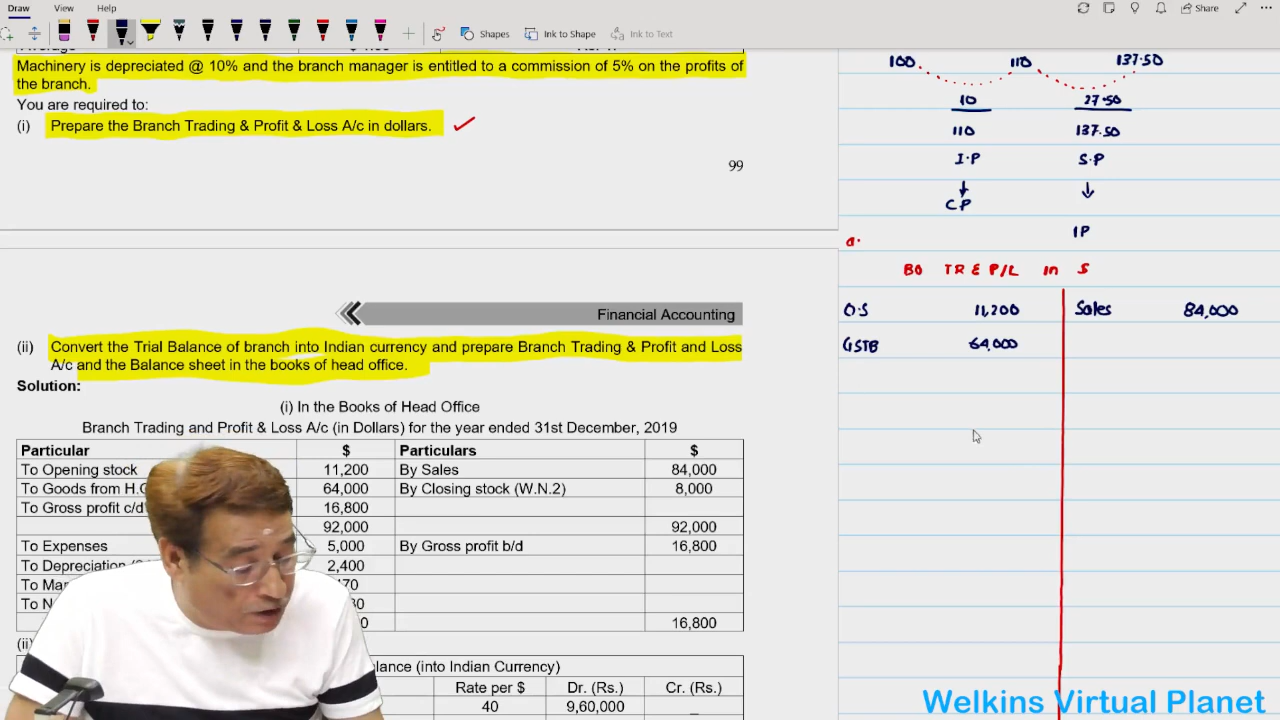 Draw View Help
Share
Shapes Ink to Shape Ink to Text
Machinery is depreciated @ 10% and the branch manager is entitled to a commission of 5% on the profits of
the branch.
You are required to:
(i) Prepare the Branch Trading & Profit & Loss A/c in dollars.
99
Financial Accounting
(ii) Convert the Trial Balance of branch into Indian currency and prepare Branch Trading & Profit and Loss
A/c and the Balance sheet in the books of head office.
Solution:
(i) In the Books of Head Office
Branch Trading and Profit & Loss A/c (in Dollars) for the year ended 31st December, 2019
Particular $ Particulars $
To Opening stock 11,200 By Sales 84,000
To Goods from H. 64,000 By Closing stock (W.N.2) 8,000
To Gross profit c/d 16,800
92,000 92,000
To Expenses 5,000 By Gross profit b/d 16,800
To Depreciation 2,400
To Ma 470
To N
16,800
(ii)
lance (into Indian Currency)
Rate per $ Dr. (Rs.) Cr. (Rs.)
40 9,60,000 _
100 110 137.50
10 27.50
110 137.50
I.P S.P
CP
IP
a.
BO TR & P/L in $
O.S 11,200 Sales 84,000
GSTB 64,000
Welkins Virtual Planet